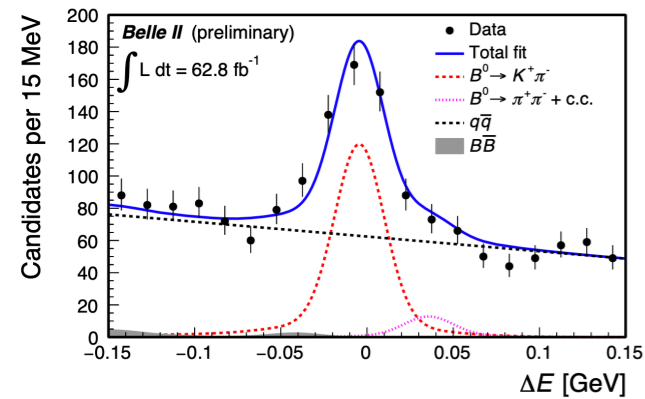 Candidates per 15 MeV
200
180
160
140
120
100
80
60
40
20
0
Belle II (preliminary)
∫ L dt = 62.8 fb⁻¹
Data
Total fit
B⁰→ K⁺π⁻
B⁰→ π⁺π⁻ + c.c.
qq̅
BB̅
−0.15 −0.1 −0.05 0 0.05 0.1 0.15
ΔE [GeV]